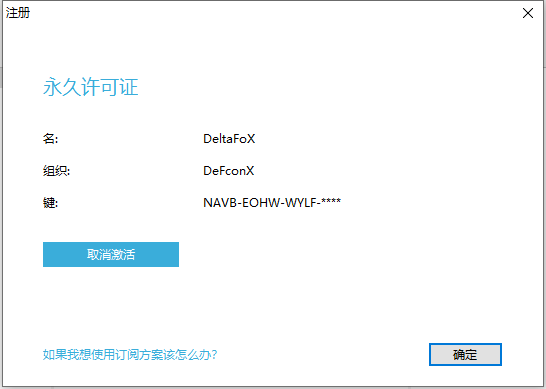 注册
永久许可证
名: DeltaFoX
组织: DeFconX
键: NAVB-EOHW-WYLF-****
取消激活
如果我想使用订阅方案该怎么办?
确定